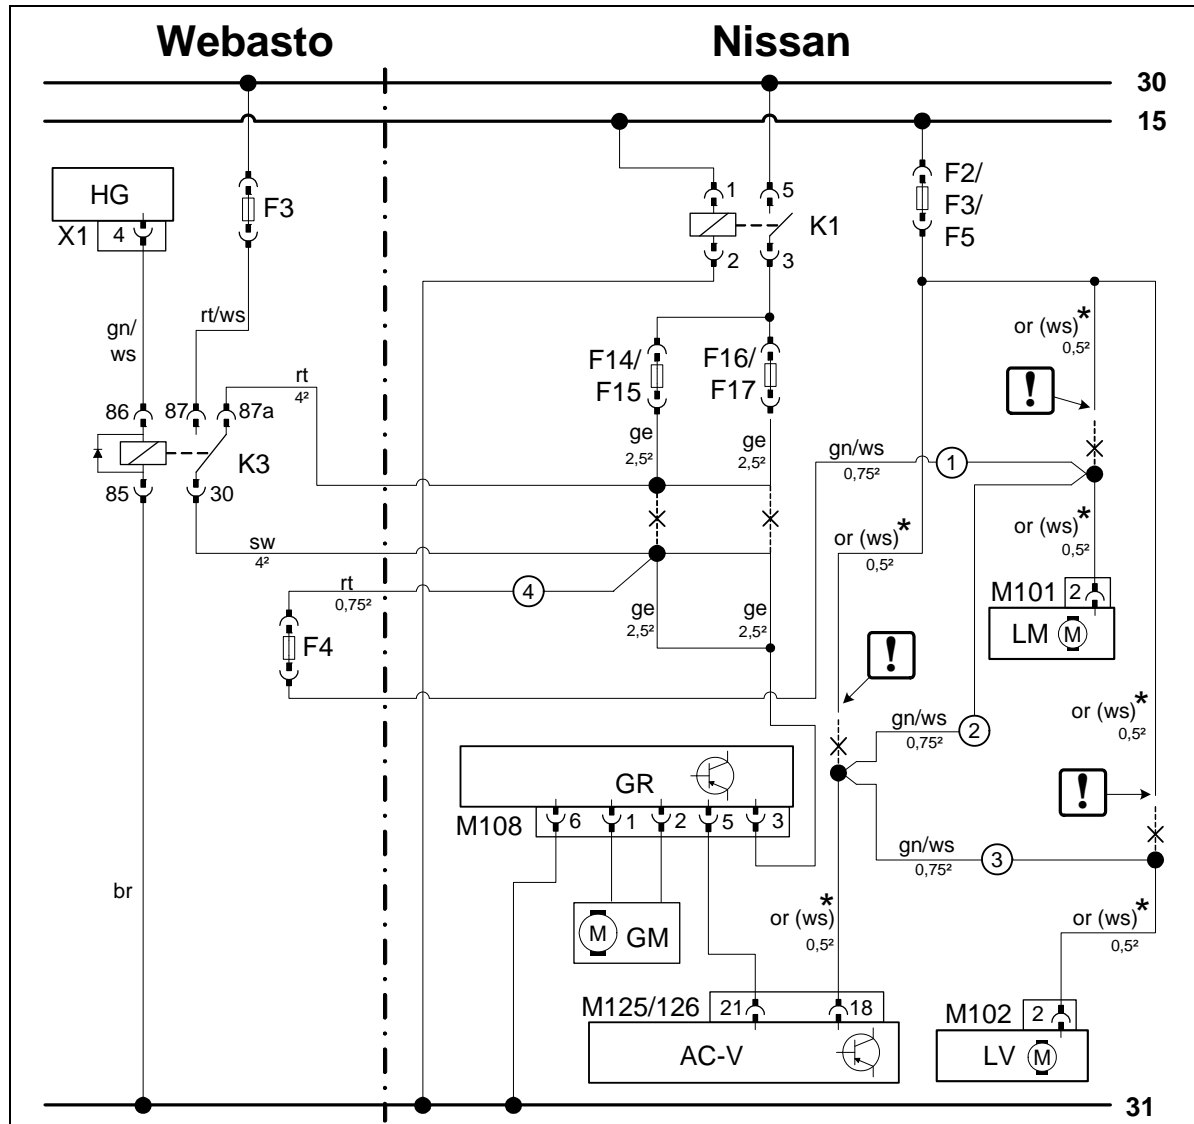 Webasto
Nissan
30
15
HG
X1
4
F3
gn/
ws
rt/ws
rt
4²
86
87
87a
K3
85
30
sw
4²
rt
0,75²
4
F4
br
1
5
K1
2
3
F2/
F3/
F5
F14/
F15
F16/
F17
ge
2,5²
ge
2,5²
gn/ws
0,75²
1
or (ws)*
0,5²
!
or (ws)*
0,5²
or (ws)*
0,5²
M101
2
LM
M
ge
2,5²
ge
2,5²
!
gn/ws
0,75²
2
or (ws)*
0,5²
!
GR
M108
6
1
2
5
3
gn/ws
0,75²
3
M
GM
or (ws)*
0,5²
or (ws)*
0,5²
M125/126
21
18
AC-V
M102
2
LV
M
31